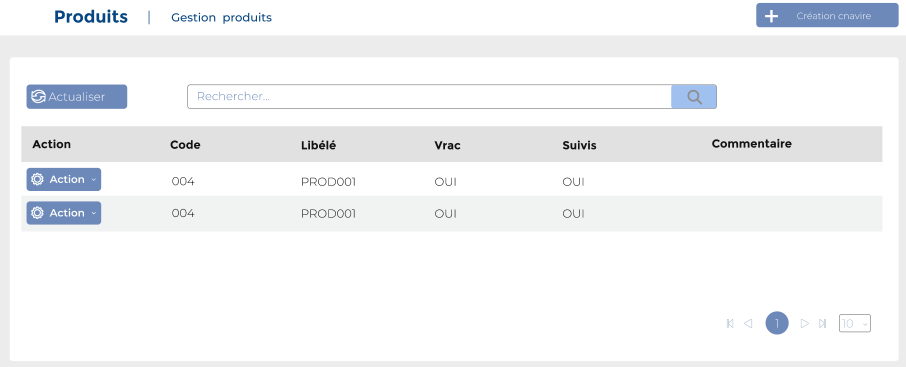 Produits | Gestion produits
Création cnavire
Actualiser
Rechercher...
Action Code Libélé Vrac Suivis Commentaire
Action 004 PROD001 OUI OUI
Action 004 PROD001 OUI OUI
1 10